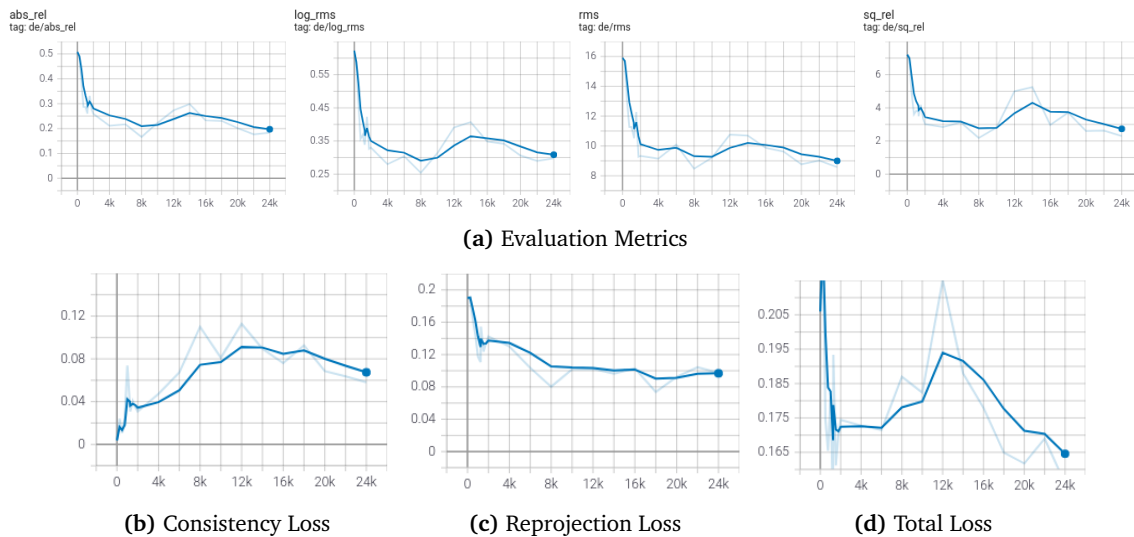 abs_rel
tag: de/abs_rel
0.5
0.4
0.3
0.2
0.1
0
0 4k 8k 12k 16k 20k 24k
log_rms
tag: de/log_rms
0.55
0.45
0.35
0.25
0 4k 8k 12k 16k 20k 24k
rms
tag: de/rms
16
14
12
10
8
0 4k 8k 12k 16k 20k 24k
sq_rel
tag: de/sq_rel
6
4
2
0
0 4k 8k 12k 16k 20k 24k
(a) Evaluation Metrics
0.12
0.08
0.04
0
0 4k 8k 12k 16k 20k 24k
(b) Consistency Loss
0.2
0.16
0.12
0.08
0.04
0
0 4k 8k 12k 16k 20k 24k
(c) Reprojection Loss
0.205
0.195
0.185
0.175
0.165
0 4k 8k 12k 16k 20k 24k
(d) Total Loss